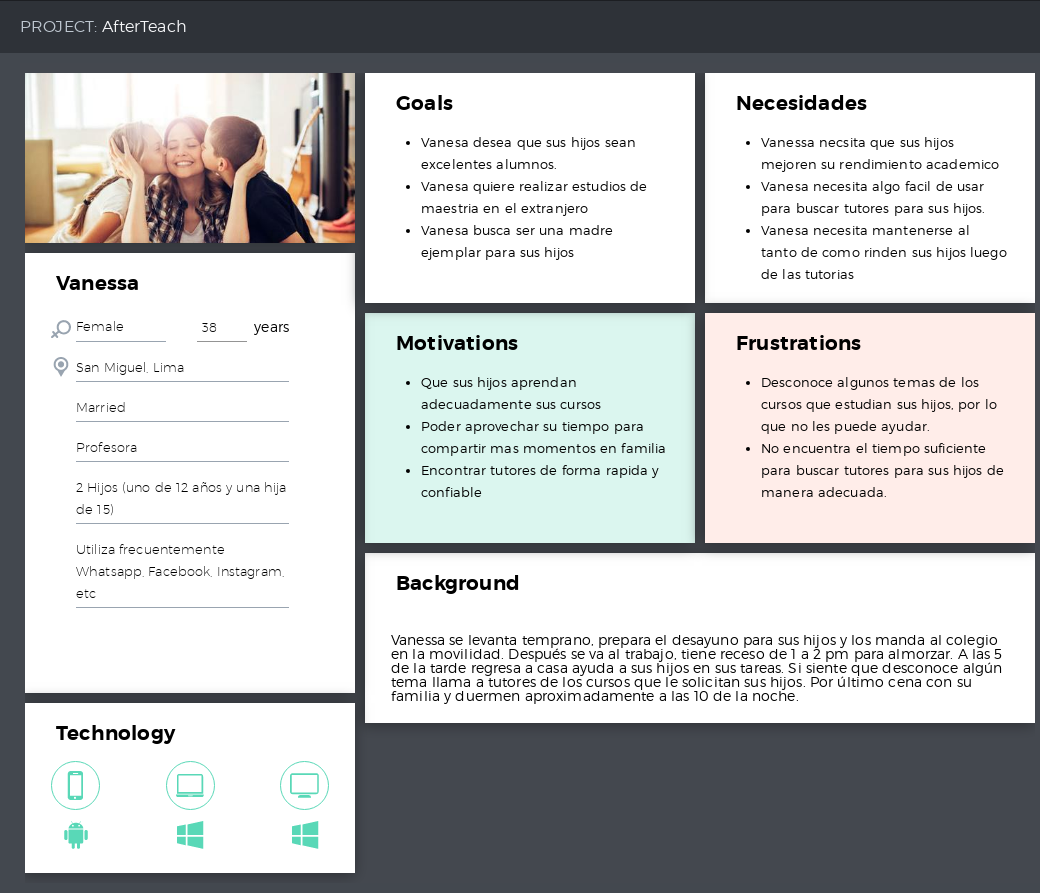 PROJECT: AfterTeach
Vanessa
Female
38 years
San Miguel, Lima
Married
Profesora
2 Hijos (uno de 12 años y una hija
de 15)
Utiliza frecuentemente
Whatsapp, Facebook, Instagram,
etc
Technology
Goals
• Vanesa desea que sus hijos sean
excelentes alumnos.
• Vanesa quiere realizar estudios de
maestria en el extranjero
• Vanesa busca ser una madre
ejemplar para sus hijos
Necesidades
• Vanessa necsita que sus hijos
mejoren su rendimiento academico
• Vanesa necesita algo facil de usar
para buscar tutores para sus hijos.
• Vanesa necesita mantenerse al
tanto de como rinden sus hijos luego
de las tutorias
Motivations
• Que sus hijos aprendan
adecuadamente sus cursos
• Poder aprovechar su tiempo para
compartir mas momentos en familia
• Encontrar tutores de forma rapida y
confiable
Frustrations
• Desconoce algunos temas de los
cursos que estudian sus hijos, por lo
que no les puede ayudar.
• No encuentra el tiempo suficiente
para buscar tutores para sus hijos de
manera adecuada.
Background
Vanessa se levanta temprano, prepara el desayuno para sus hijos y los manda al colegio
en la movilidad. Después se va al trabajo, tiene receso de 1 a 2 pm para almorzar. A las 5
de la tarde regresa a casa ayuda a sus hijos en sus tareas. Si siente que desconoce algún
tema llama a tutores de los cursos que le solicitan sus hijos. Por último cena con su
familia y duermen aproximadamente a las 10 de la noche.